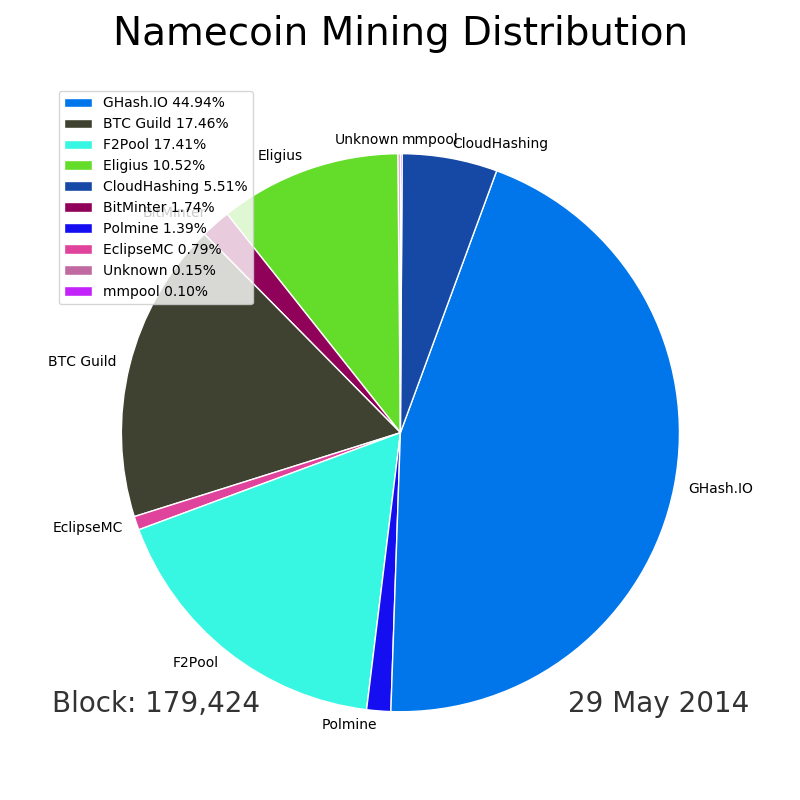 Namecoin Mining Distribution
GHash.IO 44.94%
BTC Guild 17.46%
F2Pool 17.41%
Eligius 10.52%
CloudHashing 5.51%
BitMinter 1.74%
Polmine 1.39%
EclipseMC 0.79%
Unknown 0.15%
mmpool 0.10%
Unknown
mmpool
CloudHashing
Eligius
BitMinter
BTC Guild
GHash.IO
EclipseMC
F2Pool
Polmine
Block: 179,424
29 May 2014